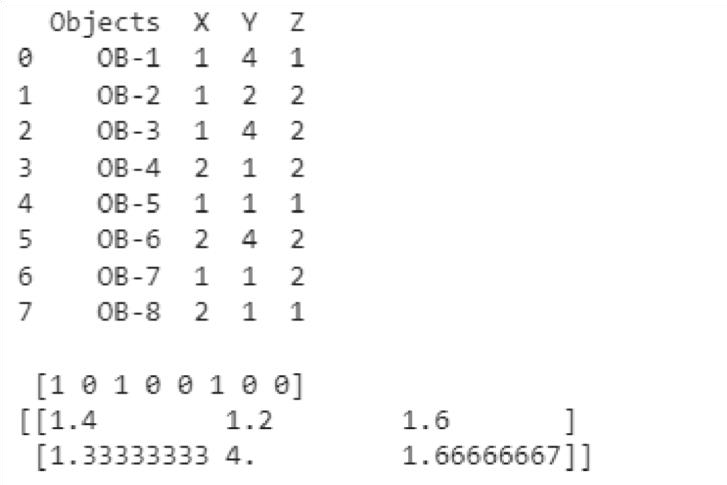 Objects X Y Z
0 OB-1 1 4 1
1 OB-2 1 2 2
2 OB-3 1 4 2
3 OB-4 2 1 2
4 OB-5 1 1 1
5 OB-6 2 4 2
6 OB-7 1 1 2
7 OB-8 2 1 1
[1 0 1 0 0 1 0 0]
[[1.4 1.2 1.6 ]
[1.33333333 4. 1.66666667]]